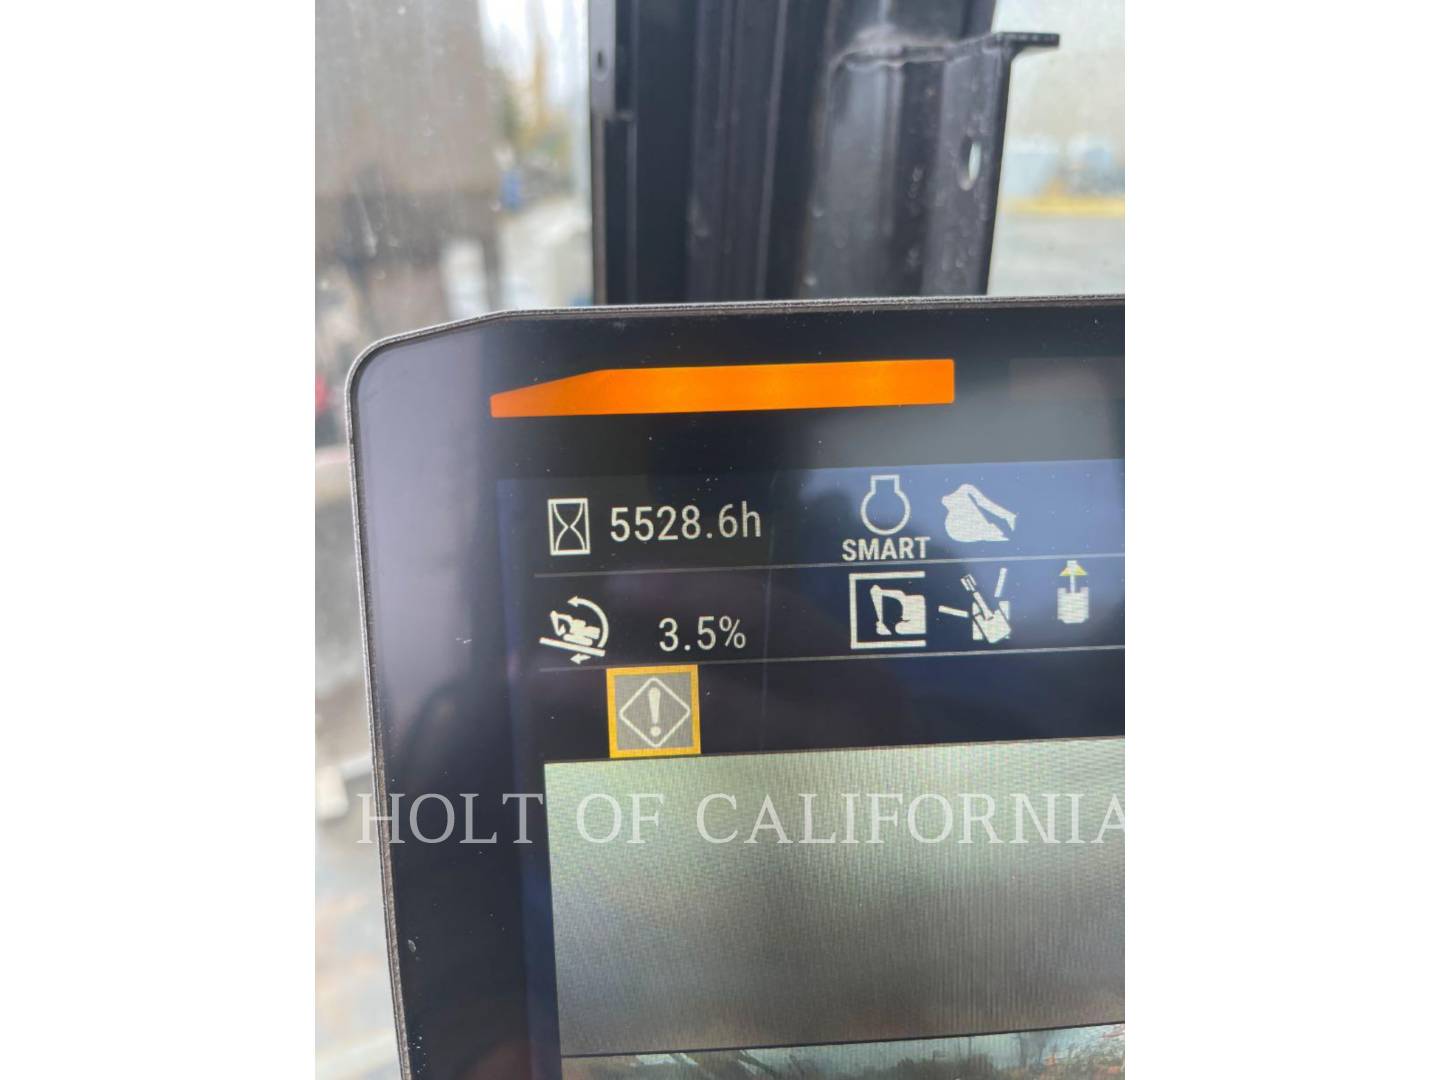 5528.6h
SMART
3.5%
HOLT OF CALIFORNIA